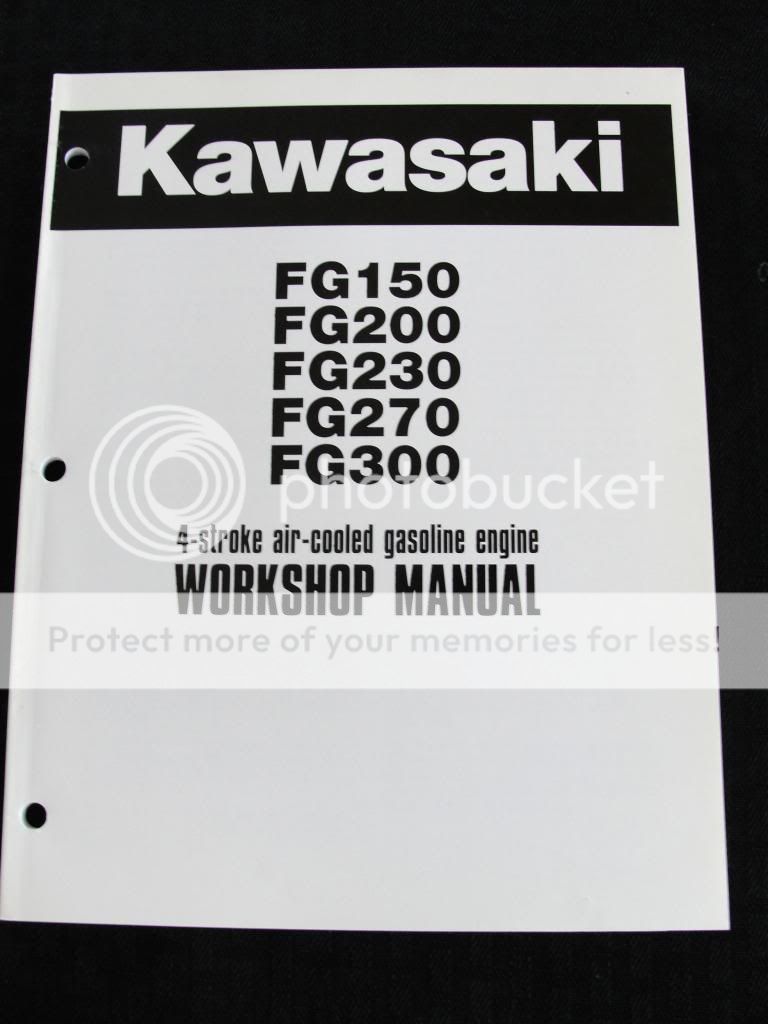 Kawasaki
FG150
FG200
FG230
FG270
FG300
photobucket
4-stroke air-cooled gasoline engine
WORKSHOP MANUAL
Protect more of your memories for less!